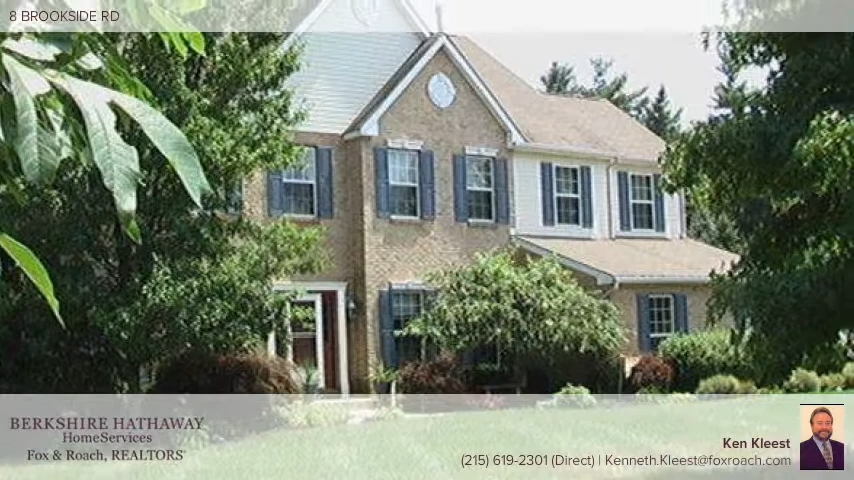 8 BROOKSIDE RD
BERKSHIRE HATHAWAY
HomeServices
Fox & Roach, REALTORS®
Ken Kleest
(215) 619-2301 (Direct) | Kenneth.Kleest@foxroach.com